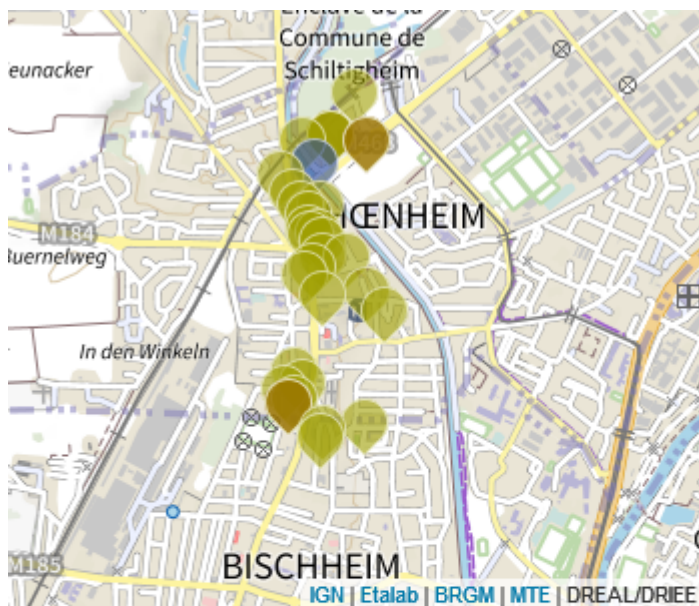 Enclave de la
Commune de
Schiltigheim
eunacker
ICENHEIM
M184
Buernelweg
In den Winkeln
BISCHHEIM
M185
IGN | Etalab | BRGM | MTE | DREAL/DRIEE